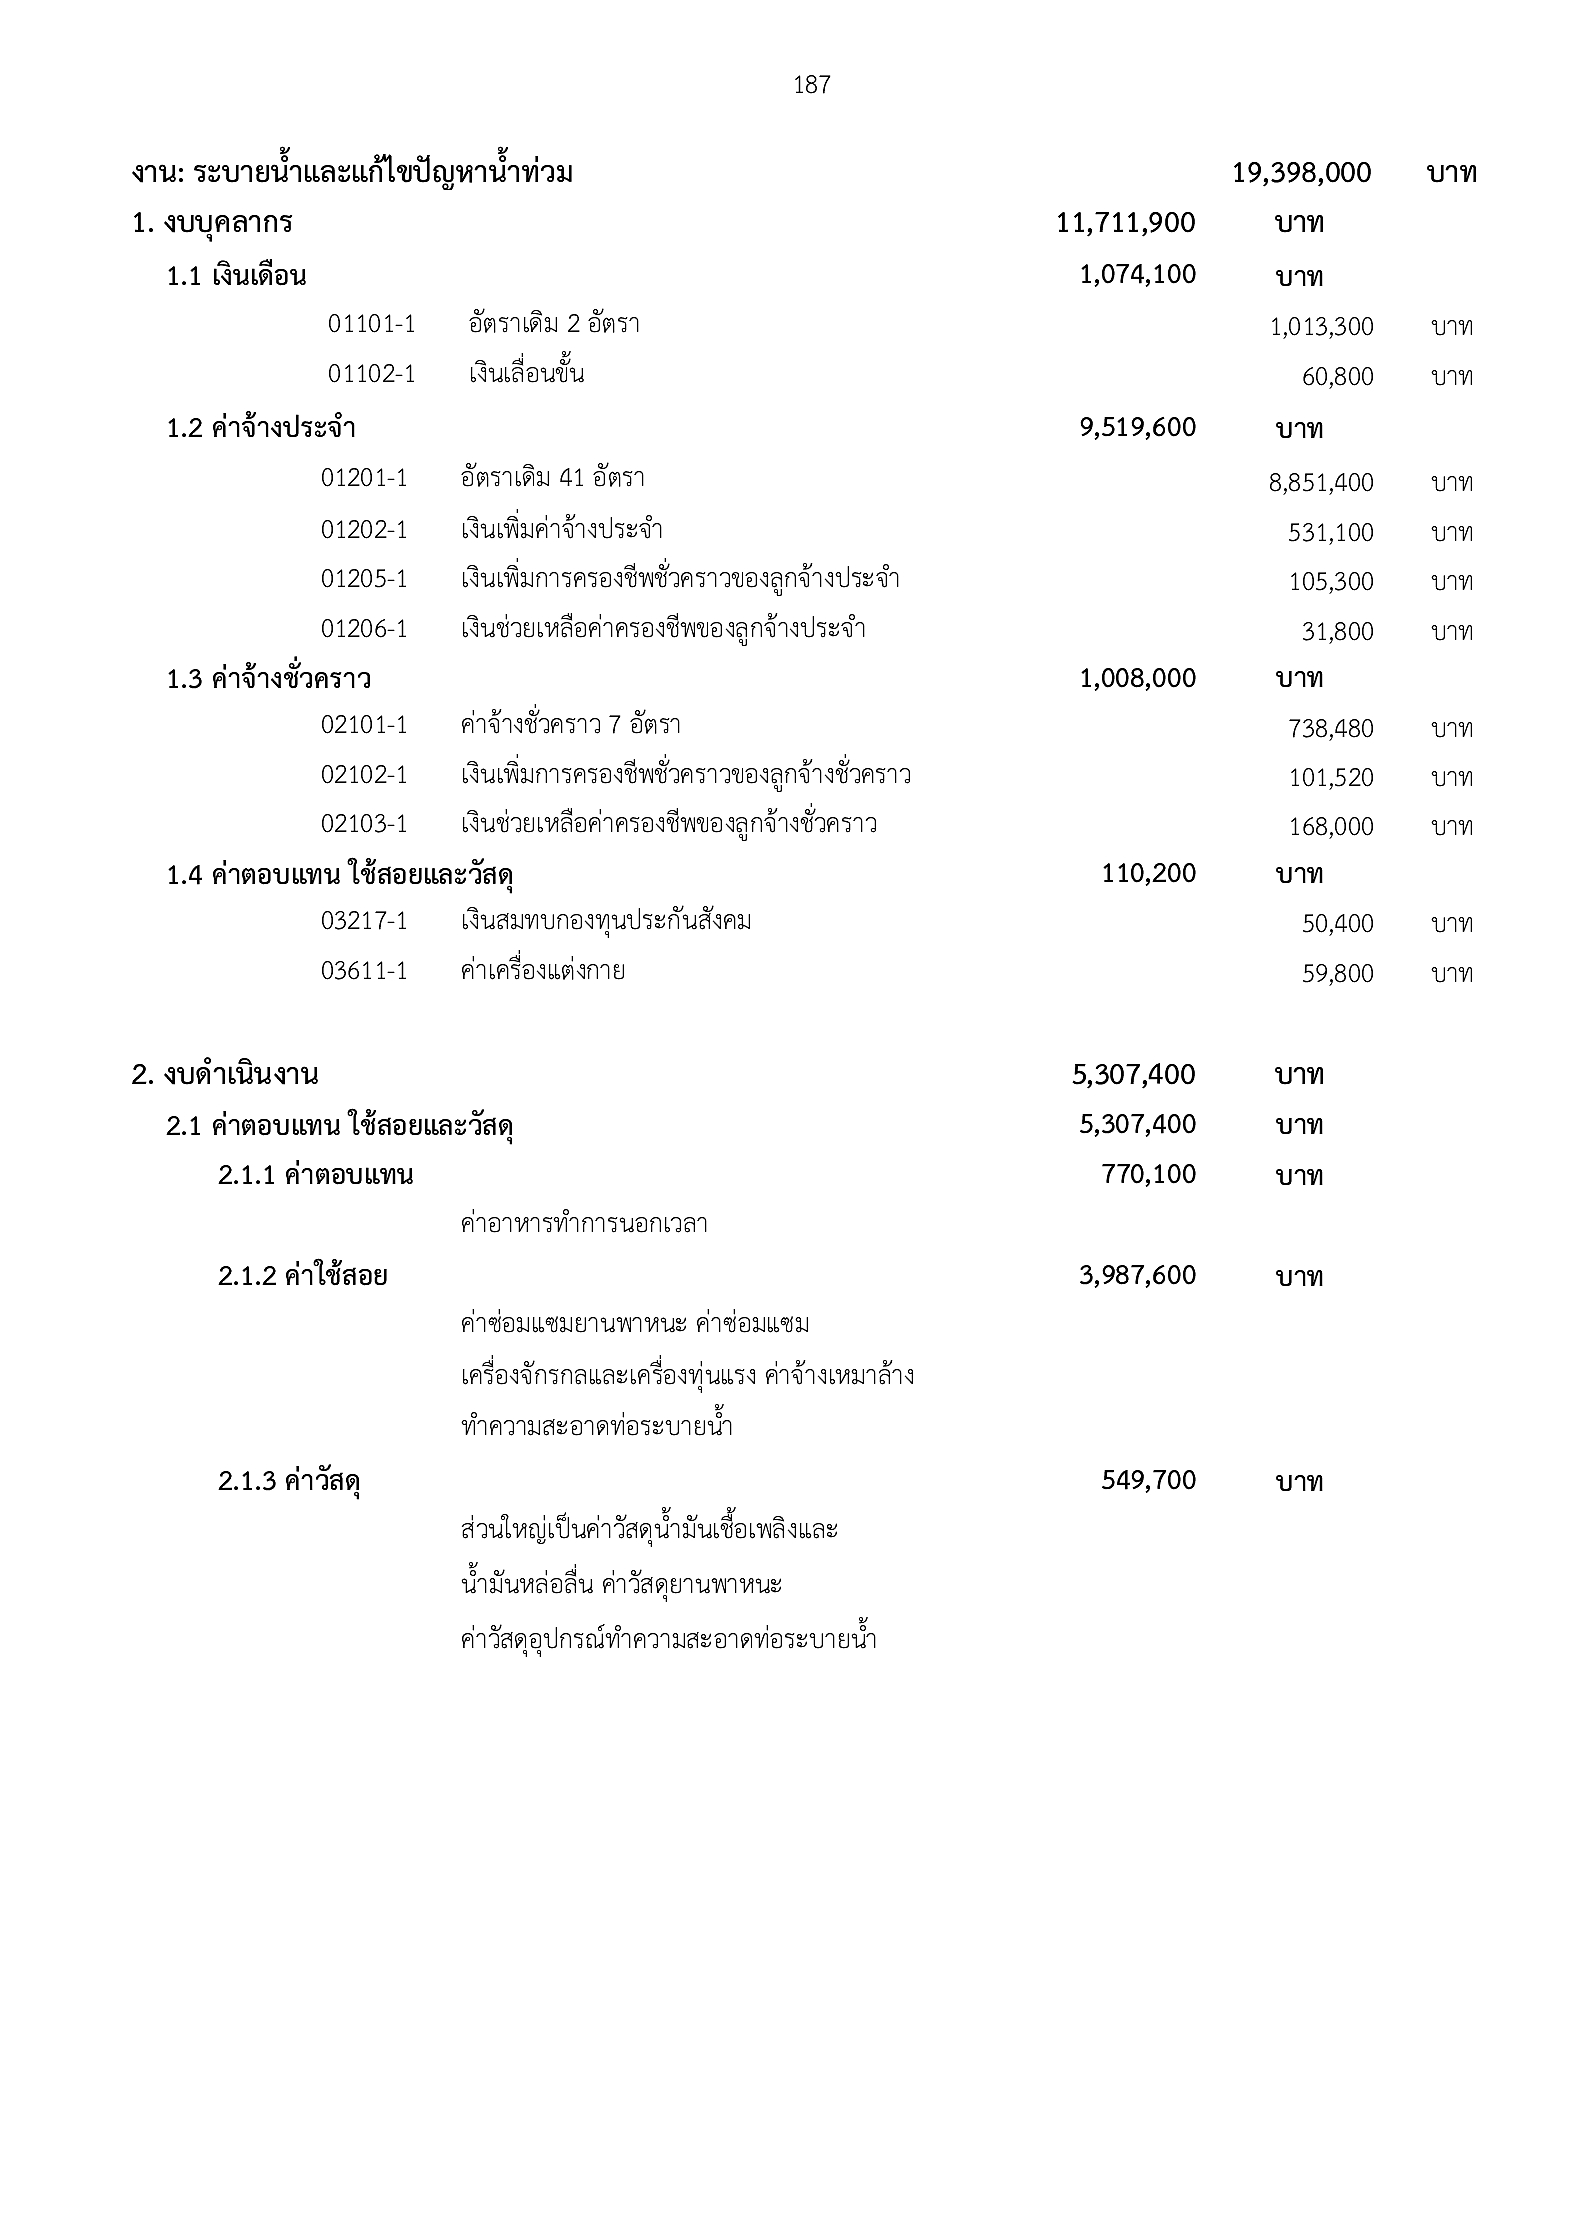 187
งาน: ระบายน้ำและแก้ไขปัญหาน้ำท่วม 19,398,000 บาท
1. งบบุคลากร 11,711,900 บาท
1.1 เงินเดือน 1,074,100 บาท
01101-1 อัตราเดิม 2 อัตรา 1,013,300 บาท
01102-1 เงินเลื่อนขั้น 60,800 บาท
1.2 ค่าจ้างประจำ 9,519,600 บาท
01201-1 อัตราเดิม 41 อัตรา 8,851,400 บาท
01202-1 เงินเพิ่มค่าจ้างประจำ 531,100 บาท
01205-1 เงินเพิ่มการครองชีพชั่วคราวของลูกจ้างประจำ 105,300 บาท
01206-1 เงินช่วยเหลือค่าครองชีพของลูกจ้างประจำ 31,800 บาท
1.3 ค่าจ้างชั่วคราว 1,008,000 บาท
02101-1 ค่าจ้างชั่วคราว 7 อัตรา 738,480 บาท
02102-1 เงินเพิ่มการครองชีพชั่วคราวของลูกจ้างชั่วคราว 101,520 บาท
02103-1 เงินช่วยเหลือค่าครองชีพของลูกจ้างชั่วคราว 168,000 บาท
1.4 ค่าตอบแทน ใช้สอยและวัสดุ 110,200 บาท
03217-1 เงินสมทบกองทุนประกันสังคม 50,400 บาท
03611-1 ค่าเครื่องแต่งกาย 59,800 บาท
2. งบดำเนินงาน 5,307,400 บาท
2.1 ค่าตอบแทน ใช้สอยและวัสดุ 5,307,400 บาท
2.1.1 ค่าตอบแทน 770,100 บาท
ค่าอาหารทำการนอกเวลา
2.1.2 ค่าใช้สอย 3,987,600 บาท
ค่าซ่อมแซมยานพาหนะ ค่าซ่อมแซม
เครื่องจักรกลและเครื่องทุ่นแรง ค่าจ้างเหมาล้าง
ทำความสะอาดท่อระบายน้ำ
2.1.3 ค่าวัสดุ 549,700 บาท
ส่วนใหญ่เป็นค่าวัสดุน้ำมันเชื้อเพลิงและ
น้ำมันหล่อลื่น ค่าวัสดุยานพาหนะ
ค่าวัสดุอุปกรณ์ทำความสะอาดท่อระบายน้ำ